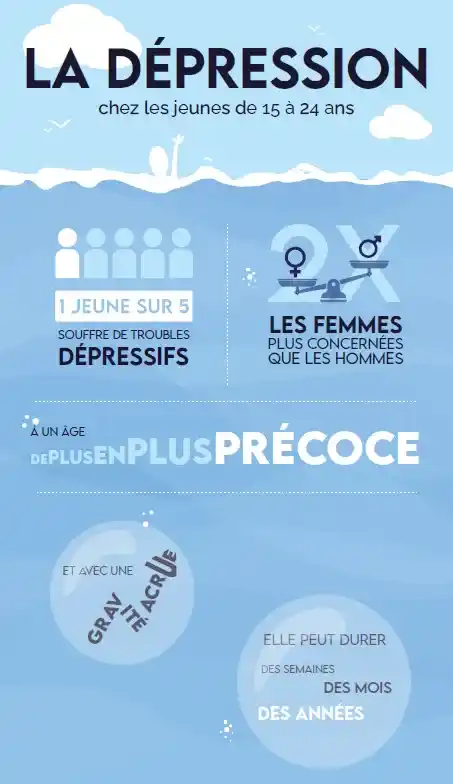 LA DÉPRESSION
chez les jeunes de 15 à 24 ans
1 JEUNE SUR 5
SOUFFRE DE TROUBLES
DÉPRESSIFS
2X
LES FEMMES
PLUS CONCERNÉES
QUE LES HOMMES
À UN ÂGE
DE PLUS EN PLUS PRÉCOCE
ET AVEC UNE
GRAVITÉ ACRUE
ELLE PEUT DURER
DES SEMAINES
DES MOIS
DES ANNÉES